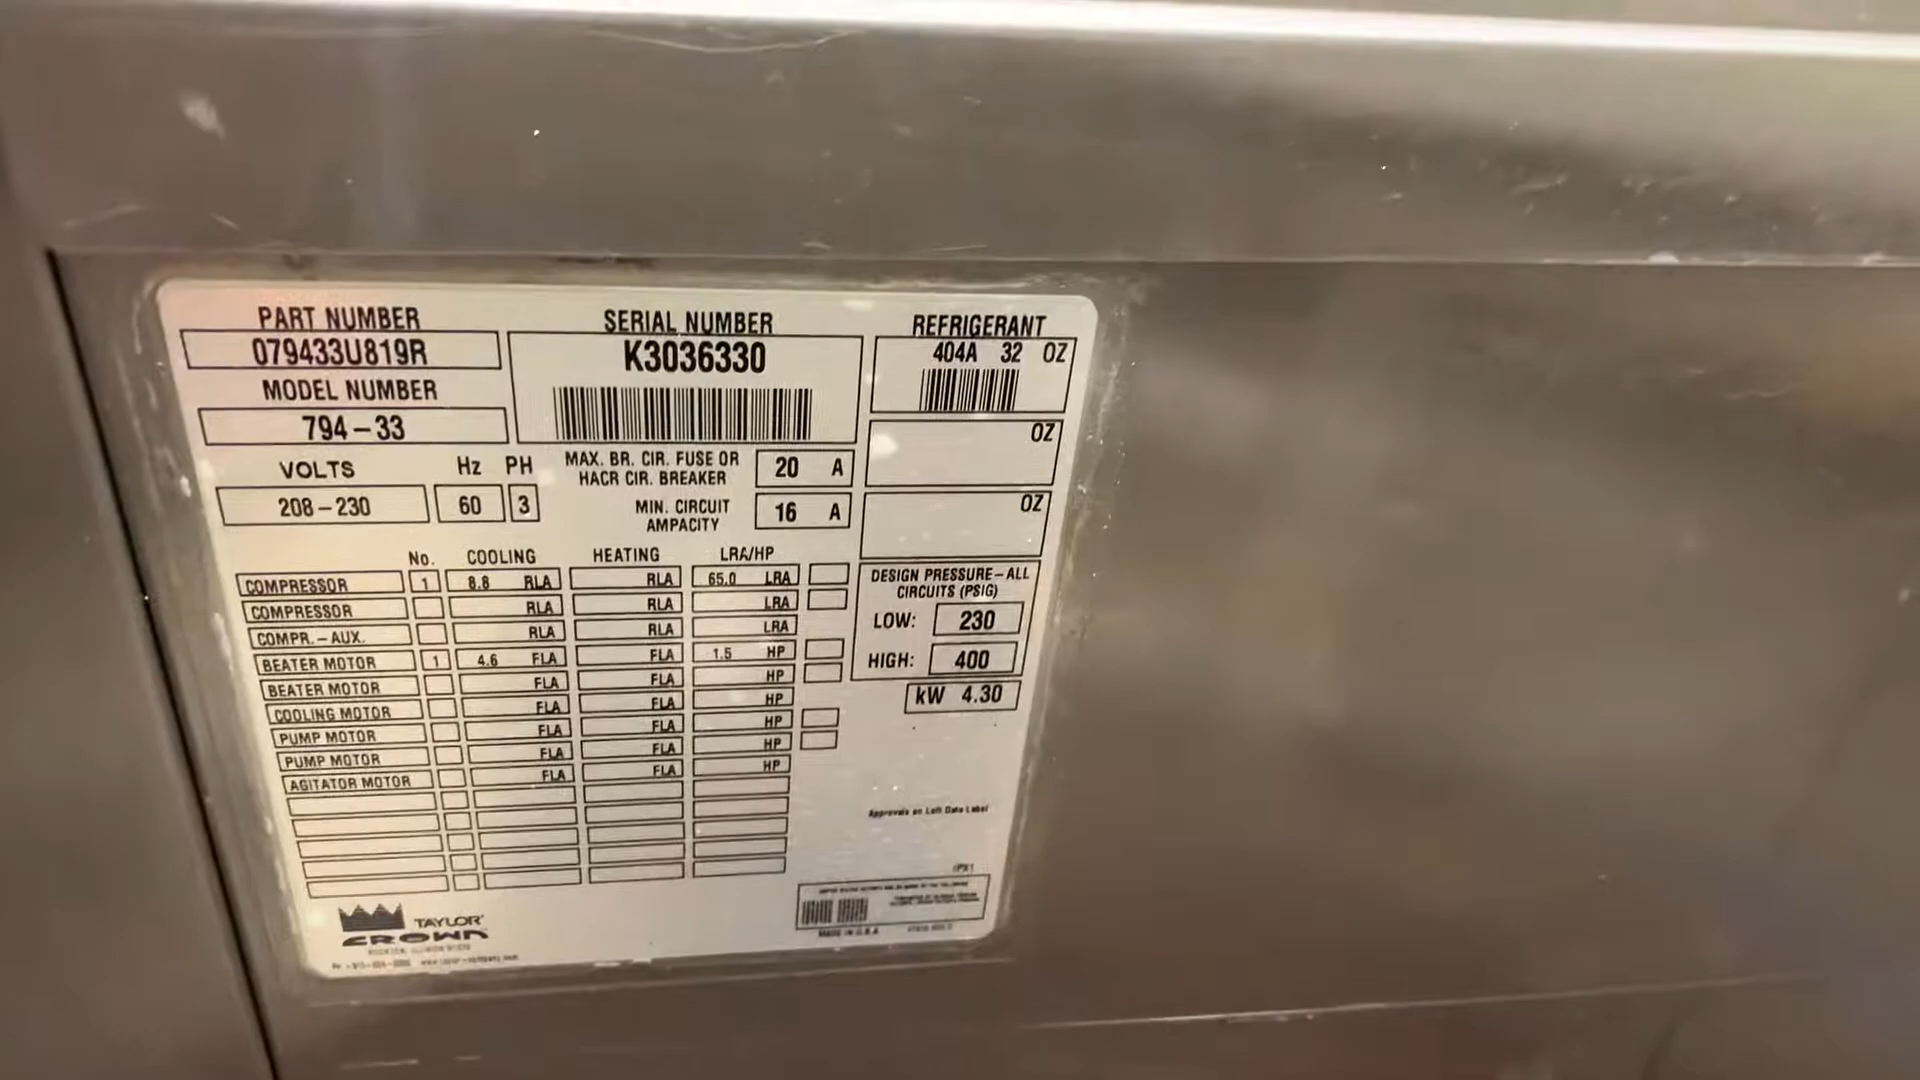 PART NUMBER
079433U819R
MODEL NUMBER
794-33
SERIAL NUMBER
K3036330
REFRIGERANT
404A 32 OZ
OZ
OZ
VOLTS Hz PH
208-230 60 3
MAX. BR. CIR. FUSE OR
HACR CIR. BREAKER
20 A
MIN. CIRCUIT
AMPACITY
16 A
No. COOLING HEATING LRA/HP
COMPRESSOR 1 8.8 RLA RLA 65.0 LRA
COMPRESSOR RLA RLA LRA
COMPR.-AUX. RLA RLA LRA
BEATER MOTOR 1 4.6 FLA FLA 1.5 HP
BEATER MOTOR FLA FLA HP
COOLING MOTOR FLA FLA HP
PUMP MOTOR FLA FLA HP
PUMP MOTOR FLA FLA HP
AGITATOR MOTOR FLA FLA HP
DESIGN PRESSURE-ALL
CIRCUITS (PSIG)
LOW: 230
HIGH: 400
kW 4.30
Approvals on Left Data Label
IPX1
MADE IN U.S.A
TAYLOR
CROWN